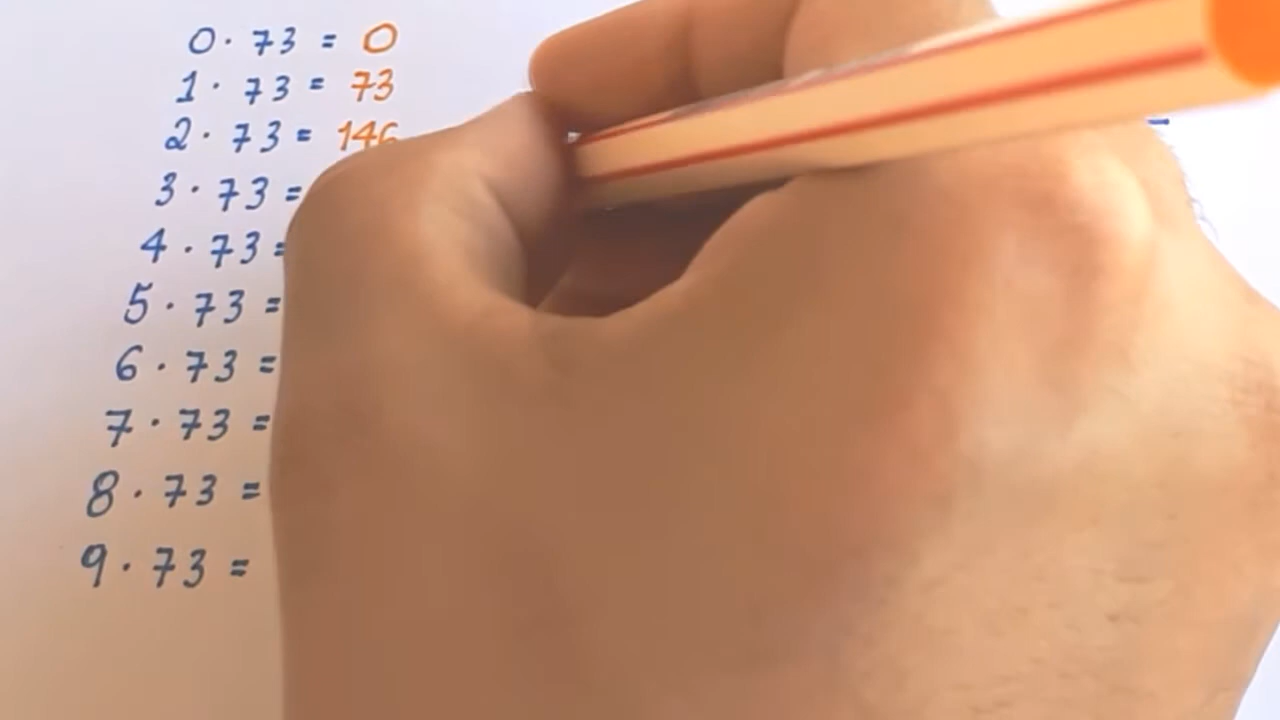 0 · 73 = 0
1 · 73 = 73
2 · 73 = 146
3 · 73 =
4 · 73 =
5 · 73 =
6 · 73 =
7 · 73 =
8 · 73 =
9 · 73 =